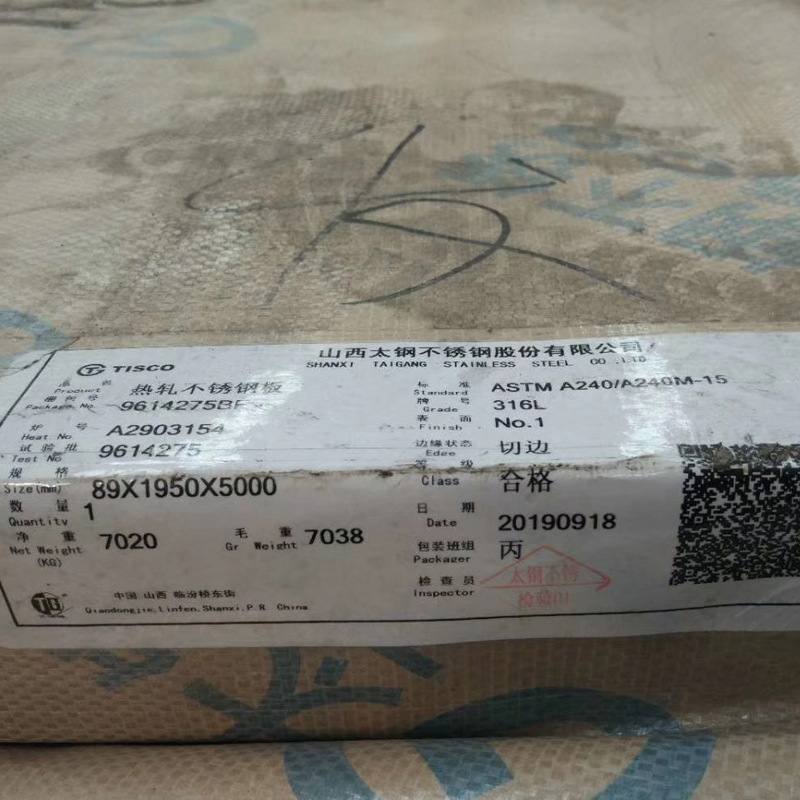 发
TISCO
山西太钢不锈钢股份有限公司
SHANXI TAIGANG STAINLESS STEEL CO.,LTD
品 名 Product 热轧不锈钢板
标 准 Standard ASTM A240/A240M-15
捆包号 Package No. 9614275
牌 号 Grade 316L
炉 号 Heat No. A2903154
表 面 Finish No.1
试验批 Test No 9614275
边缘状态 Edge 切边
规 格 Size(mm) 89X1950X5000
等 级 Class 合格
数 量 Quantity 1
日 期 Date 20190918
净 重 Net Weight (KG) 7020
毛 重 Gr Weight 7038
包装班组 Packager 丙
检 查 员 Inspector
太钢不锈
检验(1)
中国 山西 临汾桥东街
Qiaodongjie,Linfen,Shanxi,P.R China